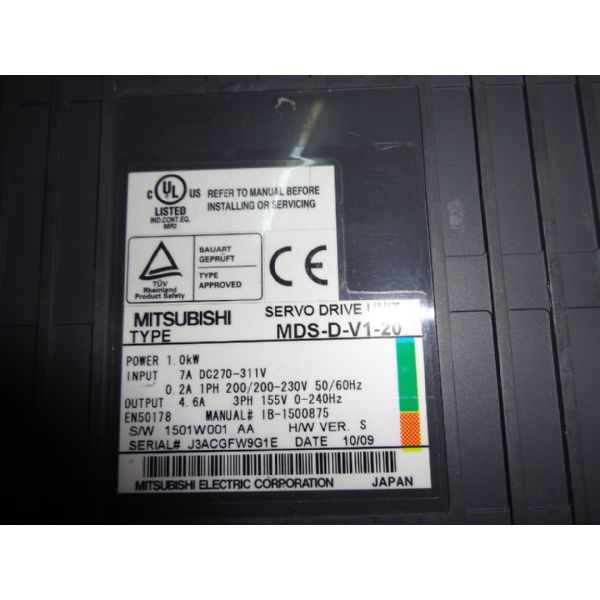 C UL US
LISTED
IND.CONT.EQ.
88R2
REFER TO MANUAL BEFORE
INSTALLING OR SERVICING
TÜV
Rheinland
Product Safety
BAUART
GEPRÜFT
TYPE
APPROVED
CE
MITSUBISHI SERVO DRIVE UNIT
TYPE MDS-D-V1-20
POWER 1.0kW
INPUT 7A DC270-311V
0.2A 1PH 200/200-230V 50/60Hz
OUTPUT 4.6A 3PH 155V 0-240Hz
EN50178 MANUAL# IB-1500875
S/W 1501W001 AA H/W VER. S
SERIAL# J3ACGFW9G1E DATE 10/09
MITSUBISHI ELECTRIC CORPORATION JAPAN